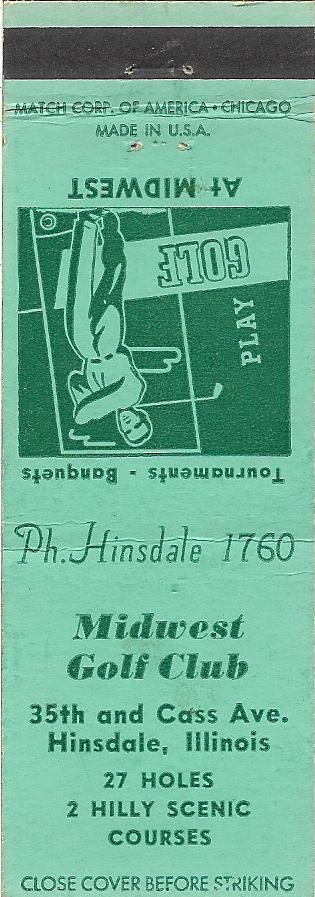 MATCH CORP. OF AMERICA • CHICAGO
MADE IN U.S.A.
Tournaments - Banquets
PLAY
GOLF
At MIDWEST
Ph. Hinsdale 1760
Midwest
Golf Club
35th and Cass Ave.
Hinsdale, Illinois
27 HOLES
2 HILLY SCENIC
COURSES
CLOSE COVER BEFORE STRIKING